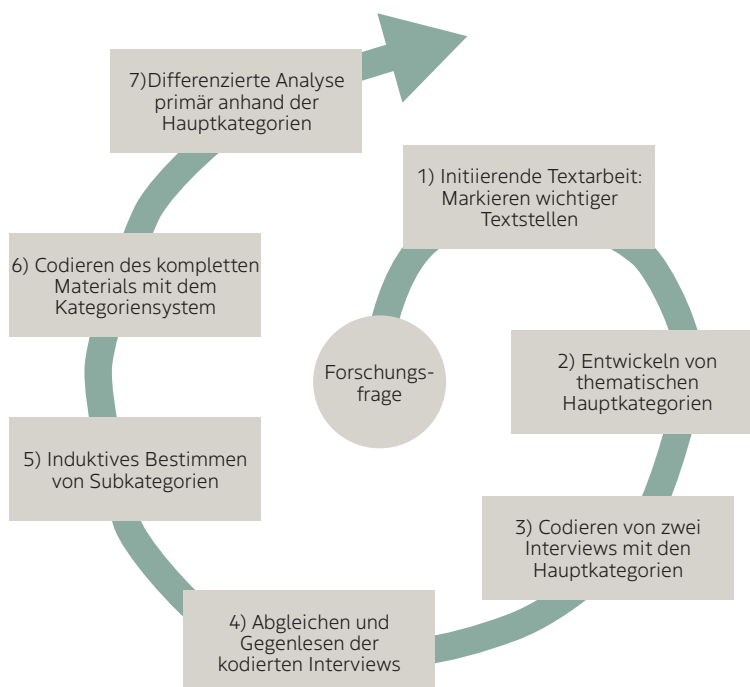 Forschungs-
frage
1) Initiierende Textarbeit:
Markieren wichtiger
Textstellen
2) Entwickeln von
thematischen
Hauptkategorien
3) Codieren von zwei
Interviews mit den
Hauptkategorien
4) Abgleichen und
Gegenlesen der
kodierten Interviews
5) Induktives Bestimmen
von Subkategorien
6) Codieren des kompletten
Materials mit dem
Kategoriensystem
7)Differenzierte Analyse
primär anhand der
Hauptkategorien